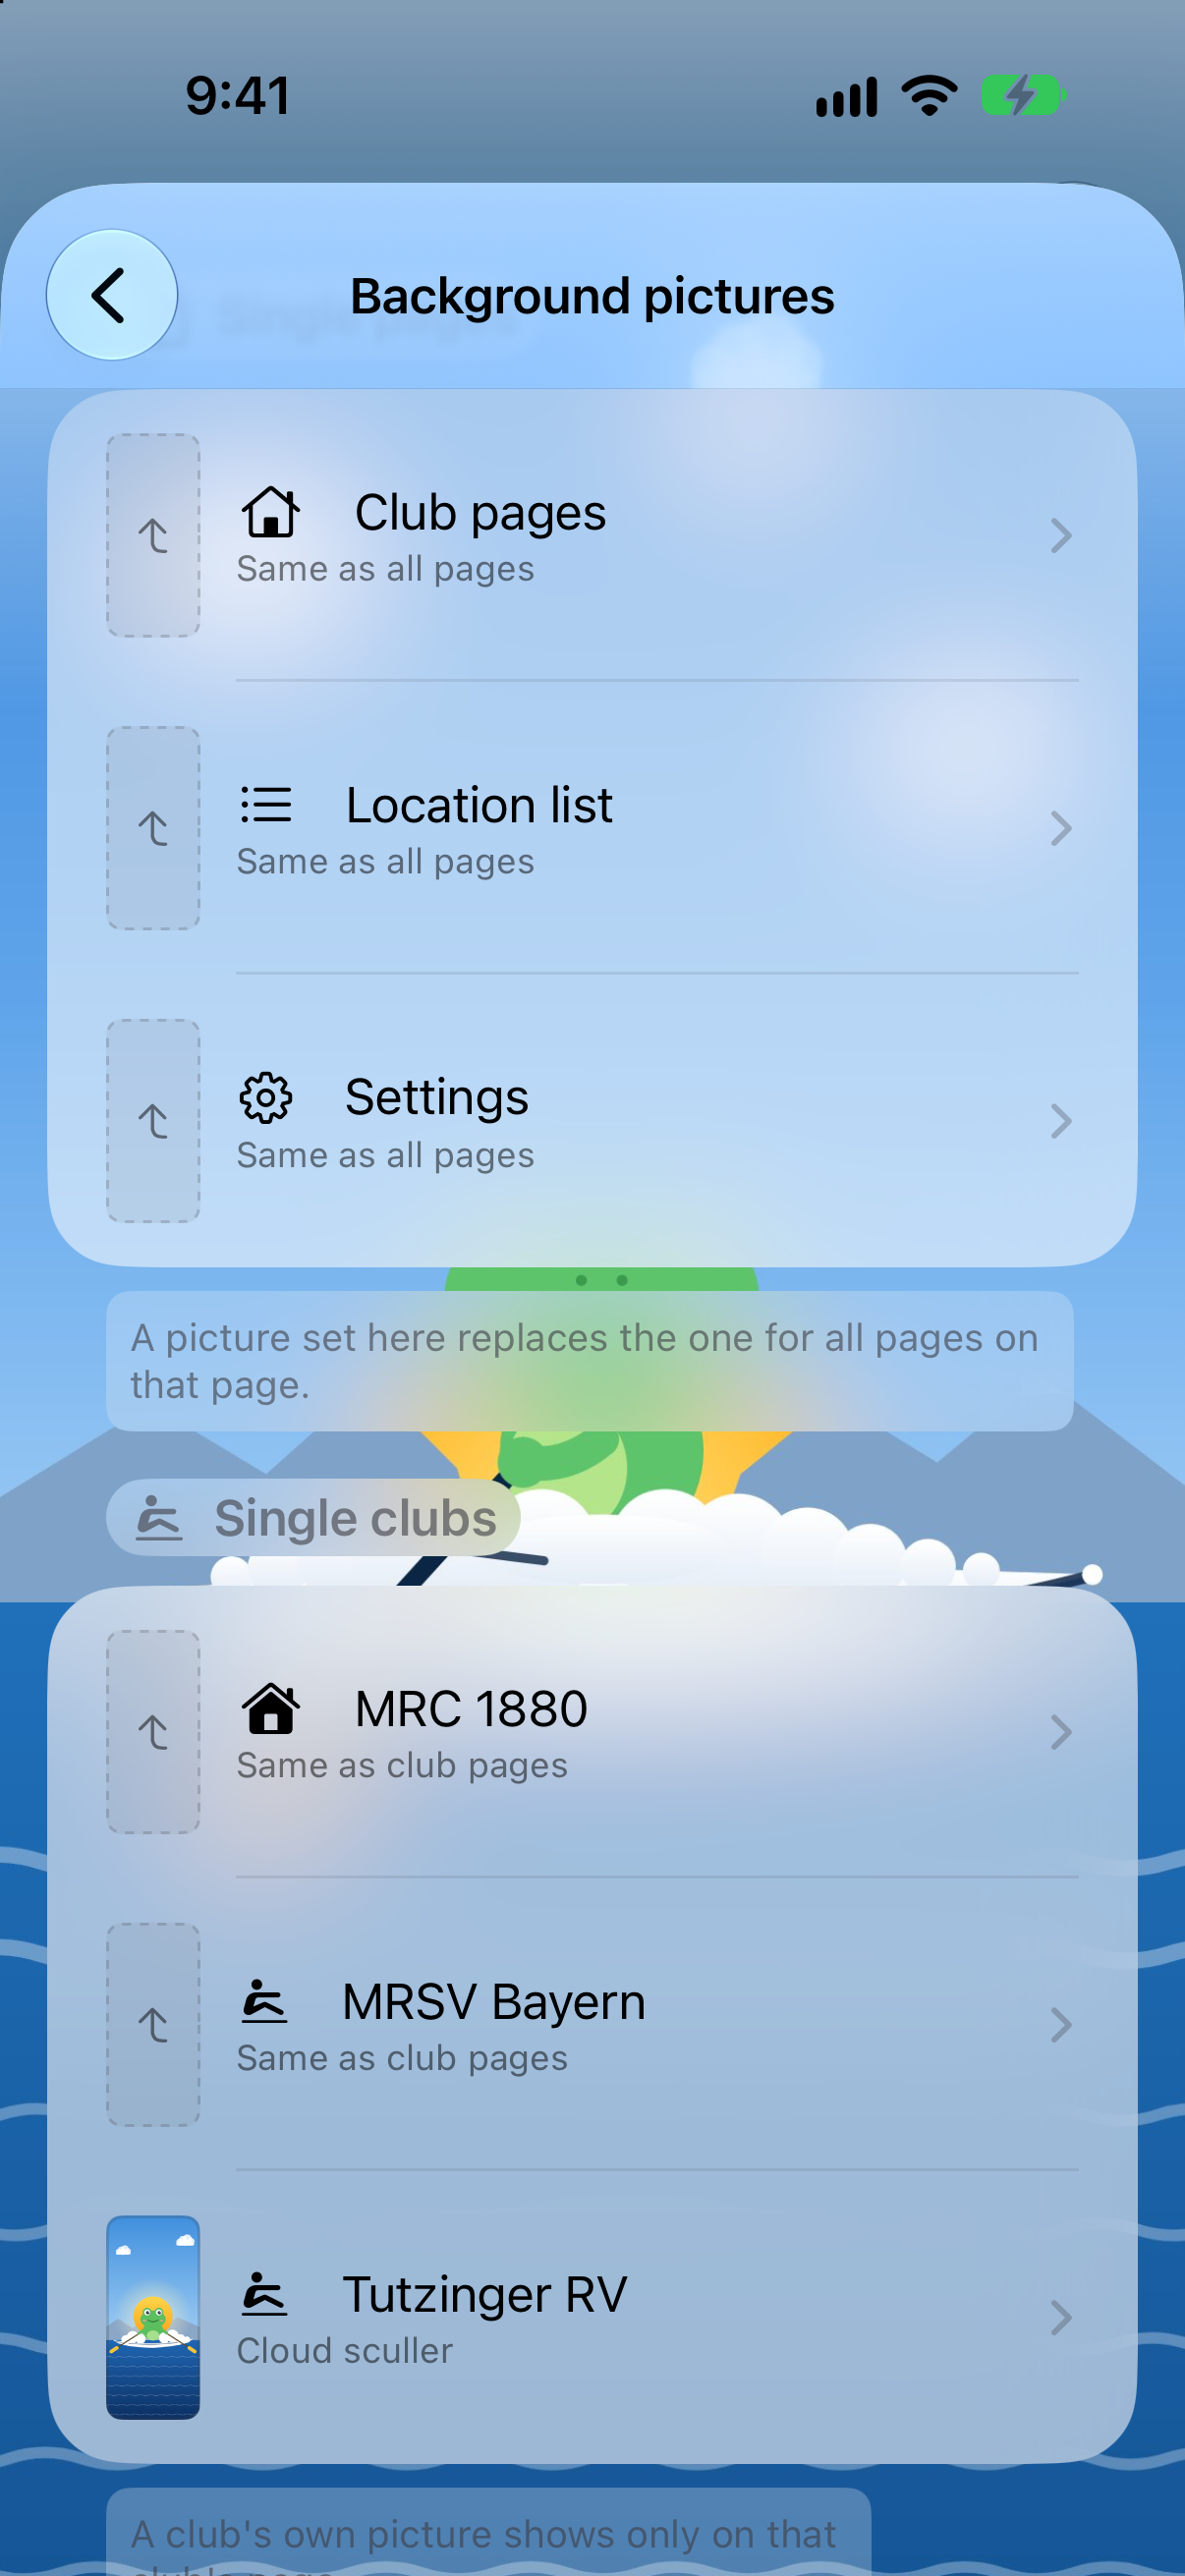 9:41
Background pictures
Single pages
Club pages
Same as all pages
Location list
Same as all pages
Settings
Same as all pages
A picture set here replaces the one for all pages on
that page.
Single clubs
MRC 1880
Same as club pages
MRSV Bayern
Same as club pages
Tutzinger RV
Cloud sculler
A club's own picture shows only on that